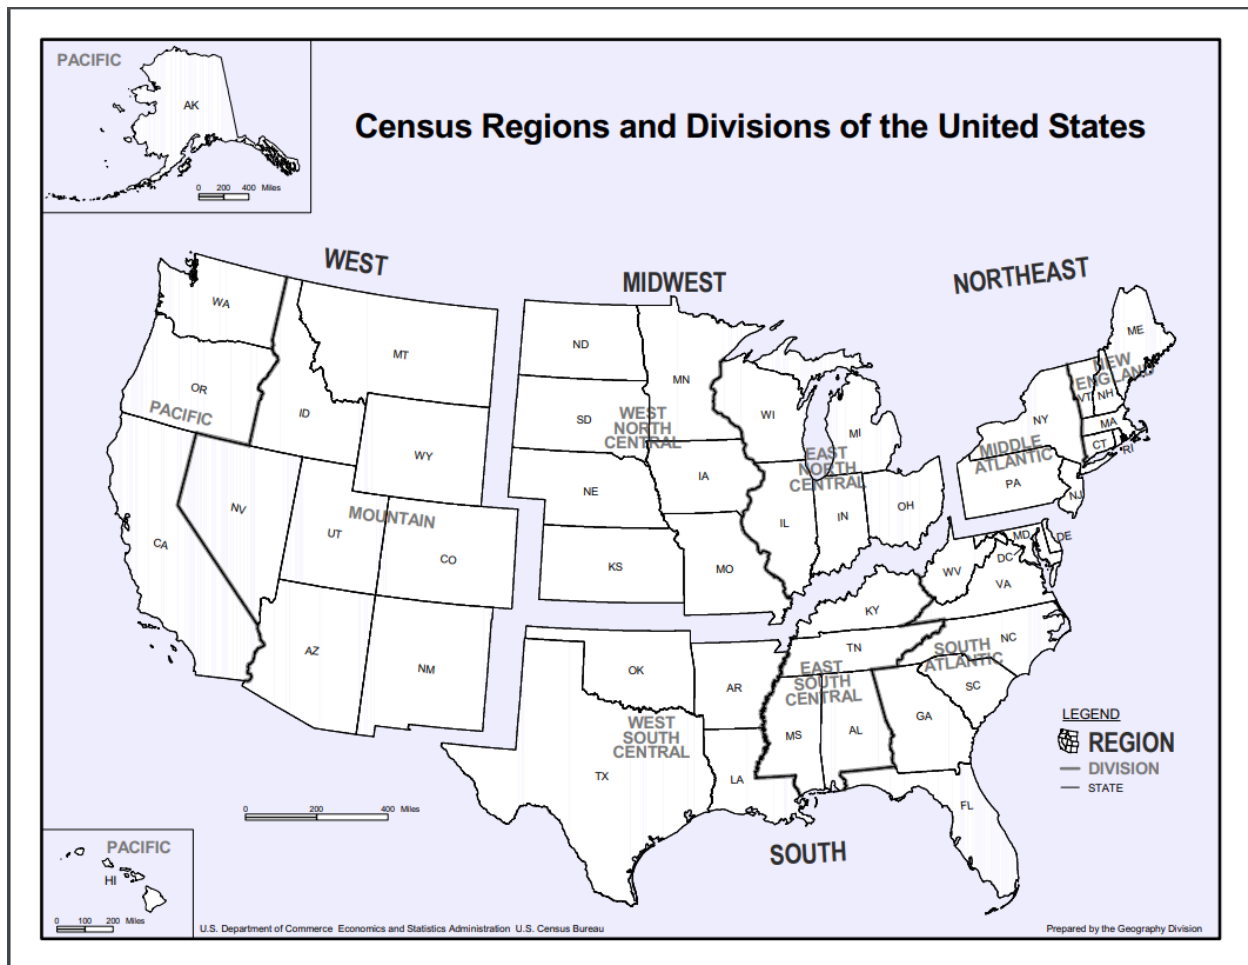 PACIFIC
AK
0 200 400 Miles
Census Regions and Divisions of the United States
WEST
MIDWEST
NORTHEAST
WA
MT
ND
MN
ME
OR
PACIFIC
ID
SD
WEST
NORTH
CENTRAL
WI
MI
NY
NEW
ENGLAND
VT
NH
MA
CT
RI
WY
NE
IA
EAST
NORTH
CENTRAL
MIDDLE
ATLANTIC
PA
NJ
NV
UT
MOUNTAIN
CO
CA
KS
MO
IL
IN
OH
WV
MD
DE
DC
VA
KY
AZ
NM
OK
AR
TN
NC
SOUTH
ATLANTIC
SC
EAST
SOUTH
CENTRAL
MS
AL
GA
WEST
SOUTH
CENTRAL
TX
LA
FL
LEGEND
REGION
DIVISION
STATE
0 200 400
Miles
SOUTH
PACIFIC
HI
0 100 200 Miles
U.S. Department of Commerce Economics and Statistics Administration U.S. Census Bureau
Prepared by the Geography Division